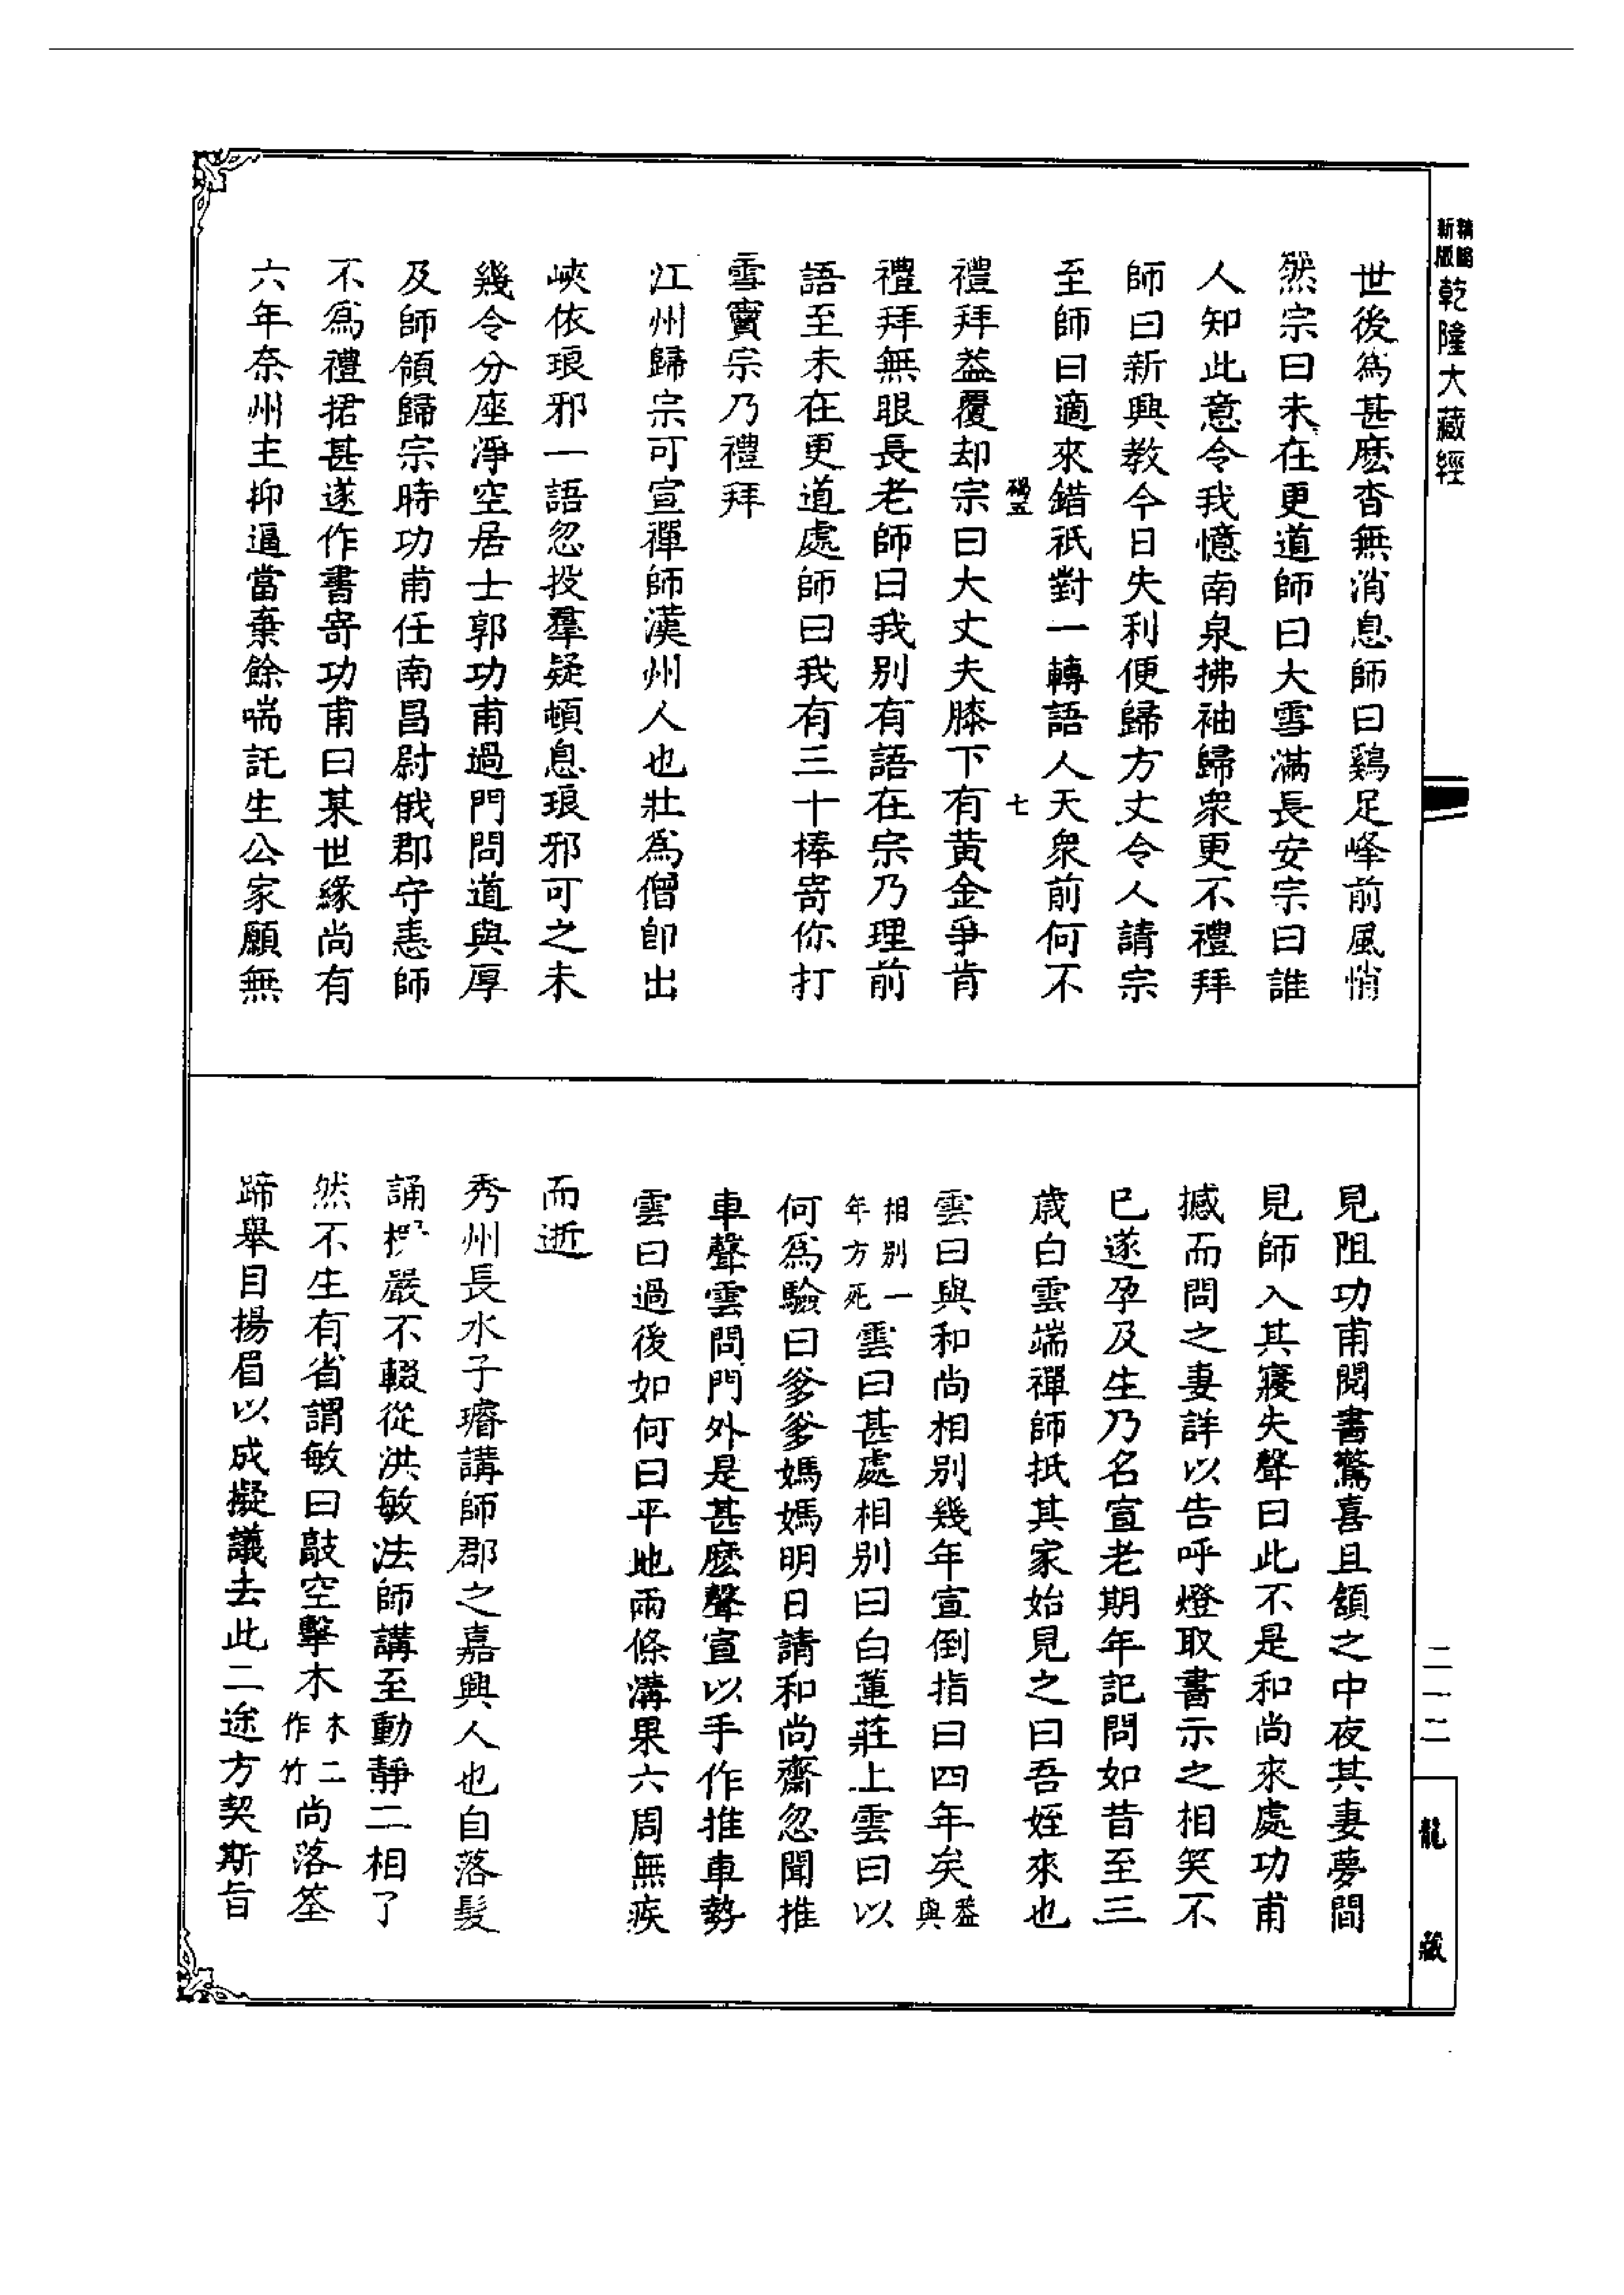 新版 精縮 乾隆大藏經
世後為甚麽杳無消息師曰鷄足峰前風悄
然宗曰未在更道師曰大雪滿長安宗曰誰
人知此意令我憶南泉拂袖歸衆更不禮拜
師曰新興教今日失利便歸方丈令人請宗
至師曰適來錯祇對一轉語人天衆前何不
七
禮拜葢覆却宗曰大丈夫膝下有黃金爭肯
禮拜無眼長老師曰我别有語在宗乃理前
語至未在更道處師曰我有三十棒寄你打
雪竇宗乃禮拜
江州歸宗可宣禪師漢州人也壯為僧卽出
峽依琅邪一語忽投羣疑頓息琅邪可之未
幾令分座淨空居士郭功甫過門問道與厚
及師領歸宗時功甫任南昌尉俄郡守恚師
不為禮捃甚遂作書寄功甫曰某世緣尚有
六年奈州主抑逼當棄餘喘託生公家願無
見阻功甫閱書驚喜且頷之中夜其妻夢間
見師入其寢失聲曰此不是和尚來處功甫
撼而問之妻詳以告呼燈取書示之相笑不
已遂孕及生乃名宣老期年記問如昔至三
歳白雲端禪師抵其家始見之曰吾姪來也
雲曰與和尚相别幾年宣倒指曰四年矣葢與
相别一年方死雲曰甚處相别曰白蓮莊上雲曰以
何為驗曰爹爹媽媽明日請和尚齋忽聞推
車聲雲問門外是甚麽聲宣以手作推車勢
雲曰過後如何曰平地兩條溝果六周無疾
而逝
秀州長水子璿講師郡之嘉興人也自落髮
誦嚴不輟從洪敏法師講至動靜二相了
然不生有省謂敏曰敲空擊木木二作竹尚落筌
蹄舉目揚眉以成擬議去此二途方契斯旨
二一二
龍藏